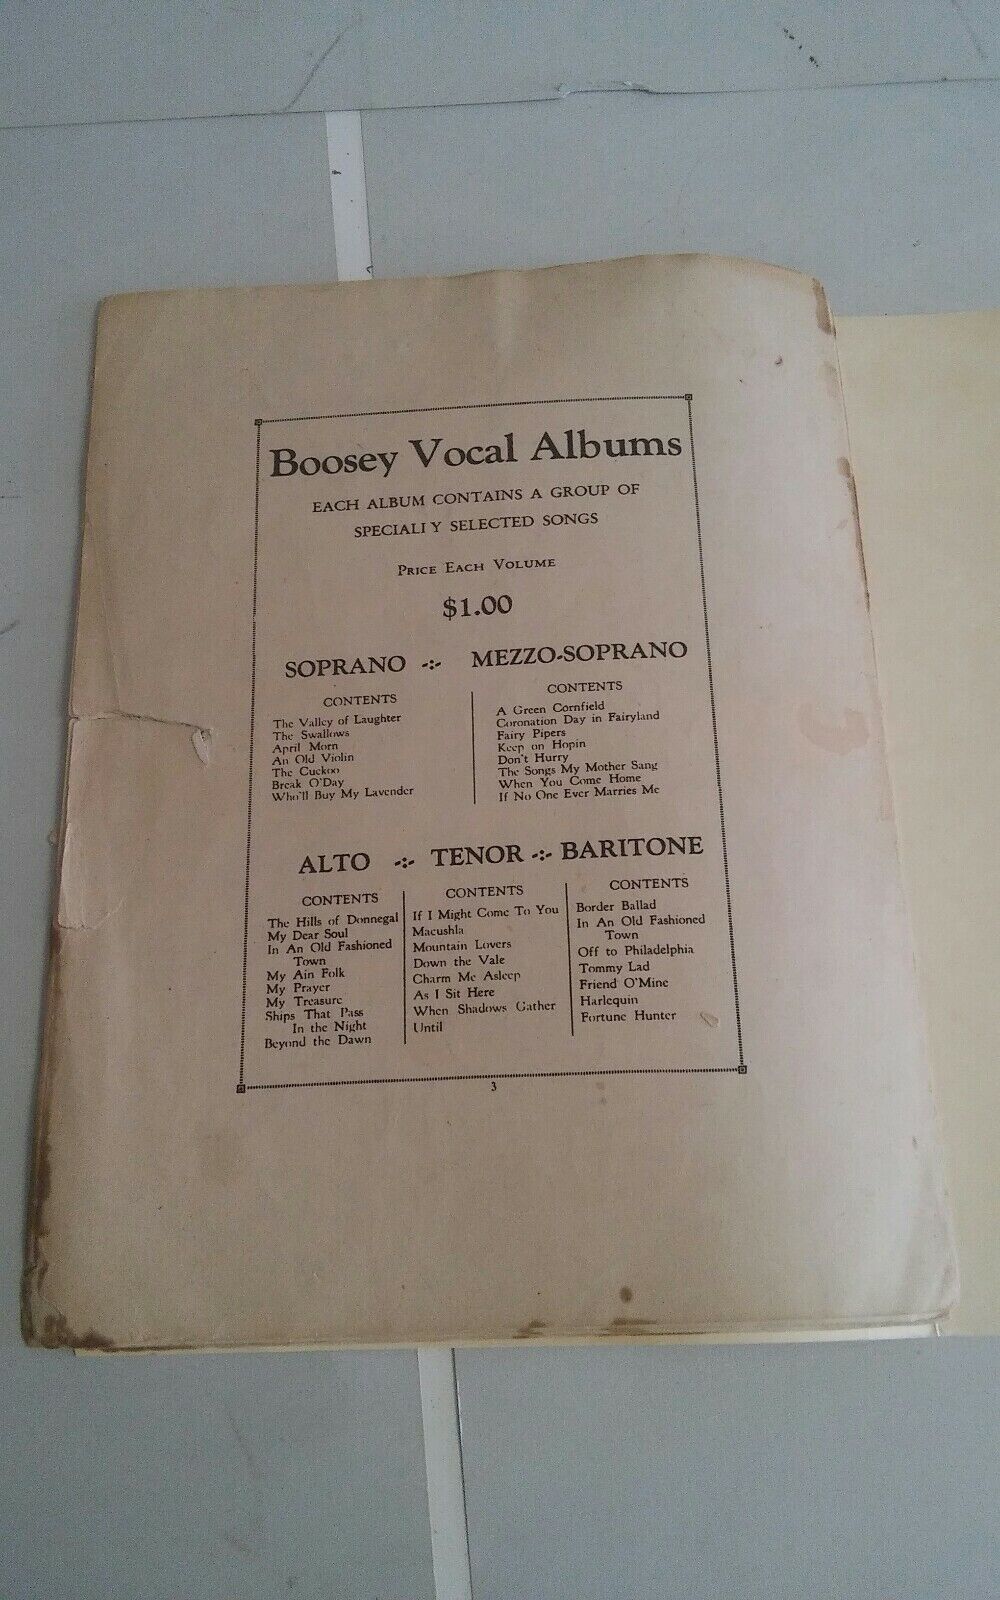 Boosey Vocal Albums
EACH ALBUM CONTAINS A GROUP OF
SPECIALLY SELECTED SONGS
PRICE EACH VOLUME
$1.00
SOPRANO -:- MEZZO-SOPRANO
CONTENTS
The Valley of Laughter
The Swallows
April Morn
An Old Violin
The Cuckoo
Break O'Day
Who'll Buy My Lavender
CONTENTS
A Green Cornfield
Coronation Day in Fairyland
Fairy Pipers
Keep on Hopin
Don't Hurry
The Songs My Mother Sang
When You Come Home
If No One Ever Marries Me
ALTO -:- TENOR -:- BARITONE
CONTENTS
The Hills of Donnegal
My Dear Soul
In An Old Fashioned
Town
My Ain Folk
My Prayer
My Treasure
Ships That Pass
In the Night
Beyond the Dawn
CONTENTS
If I Might Come To You
Macushla
Mountain Lovers
Down the Vale
Charm Me Asleep
As I Sit Here
When Shadows Gather
Until
CONTENTS
Border Ballad
In An Old Fashioned
Town
Off to Philadelphia
Tommy Lad
Friend O'Mine
Harlequin
Fortune Hunter
3